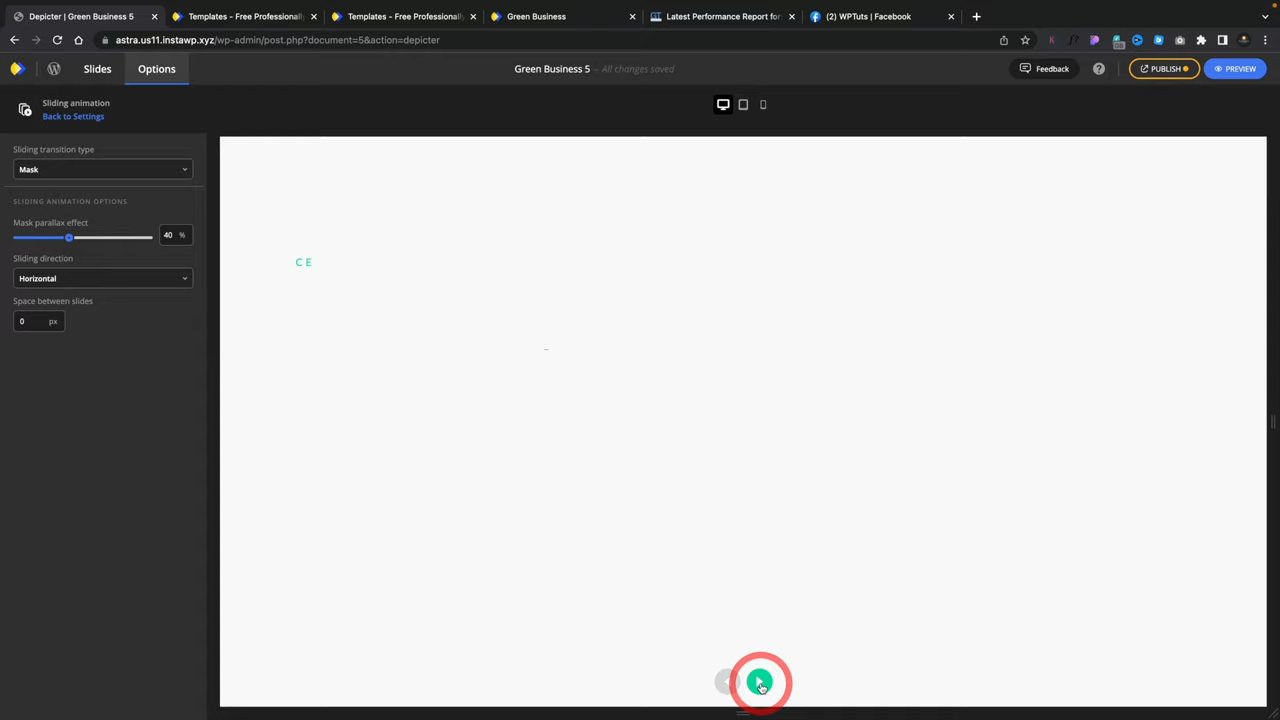 Depicter | Green Business 5
Templates - Free Professionally
Templates - Free Professionally
Green Business
Latest Performance Report for
(2) WPTuts | Facebook
astra.us11.instawp.xyz/wp-admin/post.php?document=5&action=depicter
Slides
Options
Green Business 5 – All changes saved
Feedback
PUBLISH
PREVIEW
Sliding animation
Back to Settings
Sliding transition type
Mask
SLIDING ANIMATION OPTIONS
Mask parallax effect
40 %
Sliding direction
Horizontal
Space between slides
0 px
C E